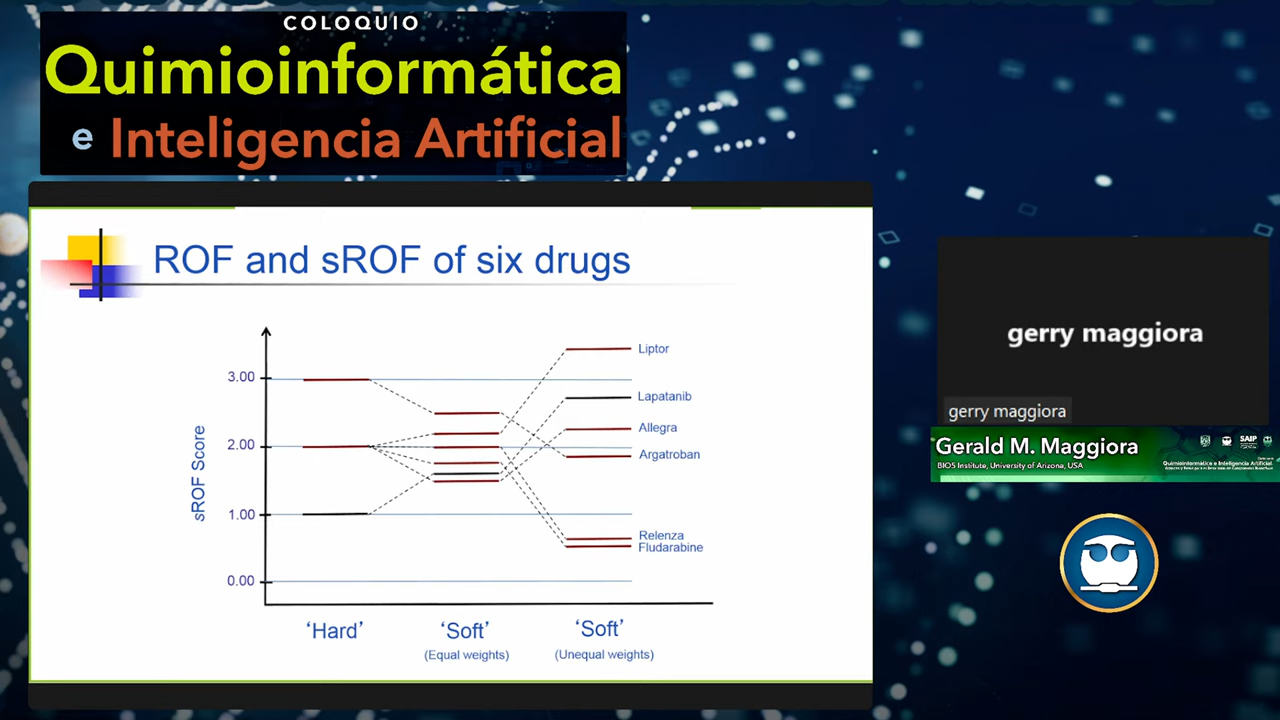 COLOQUIO
Quimioinformática
e Inteligencia Artificial
ROF and sROF of six drugs
sROF Score
3.00
2.00
1.00
0.00
Liptor
Lapatanib
Allegra
Argatroban
Relenza
Fludarabine
‘Hard’
‘Soft’
(Equal weights)
‘Soft’
(Unequal weights)
gerry maggiora
gerry maggiora
Gerald M. Maggiora
BIO5 Institute, University of Arizona, USA
SAIP
Quimioinformática e Inteligencia Artificial